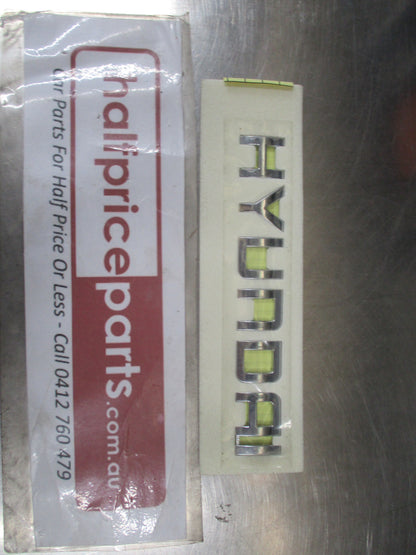 halfpriceparts.com.au
Car Parts For Half Price Or Less - Call 0412 760 479
HYUNDAI